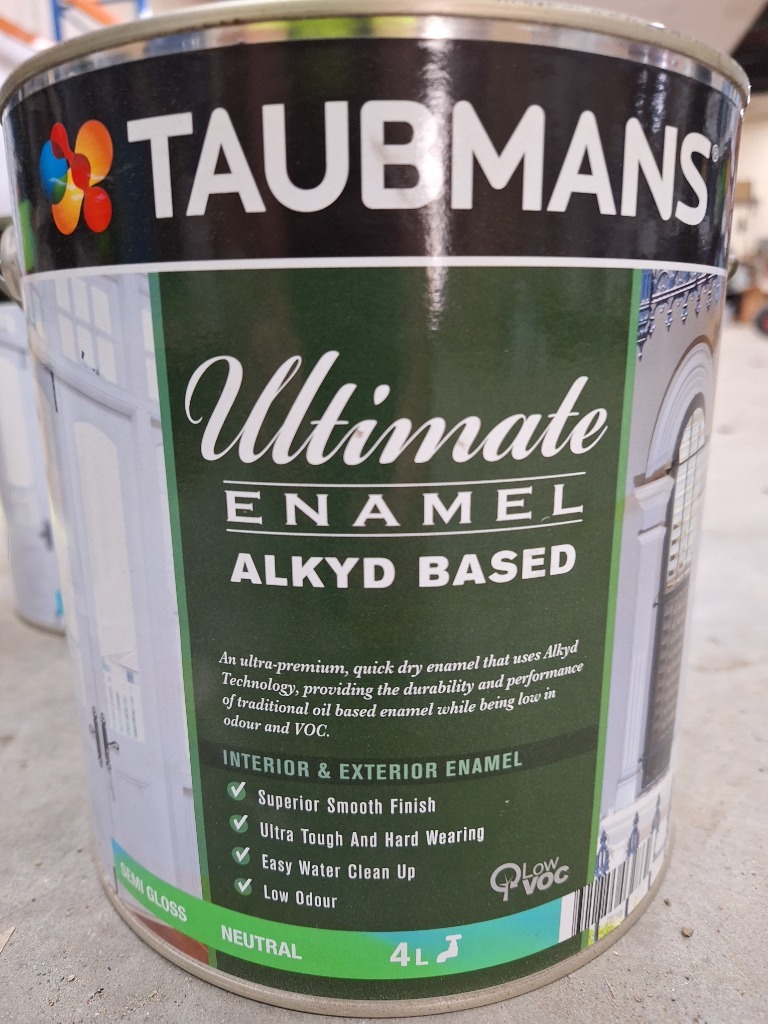 TAUBMANS®
Ultimate
ENAMEL
ALKYD BASED
An ultra-premium, quick dry enamel that uses Alkyd
Technology, providing the durability and performance
of traditional oil based enamel while being low in
odour and VOC.
INTERIOR & EXTERIOR ENAMEL
Superior Smooth Finish
Ultra Tough And Hard Wearing
Easy Water Clean Up
Low Odour
LOW
VOC
SEMI GLOSS
NEUTRAL
4L